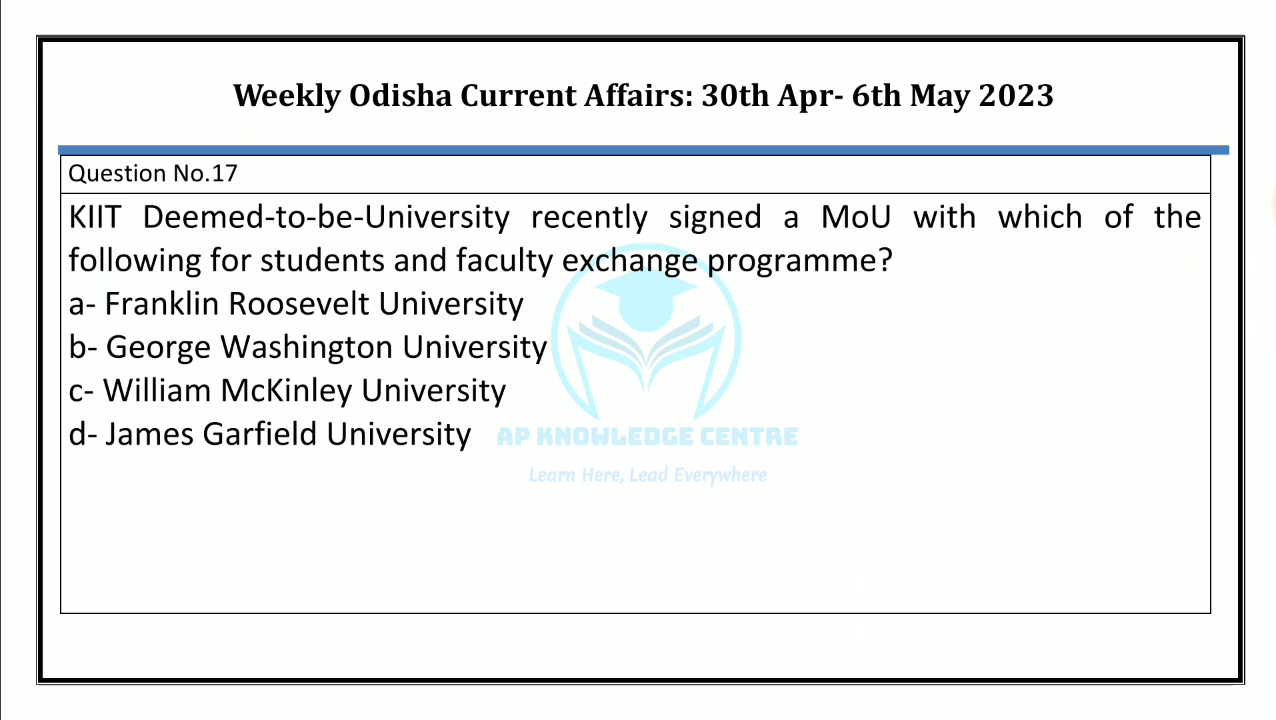 Weekly Odisha Current Affairs: 30th Apr- 6th May 2023
Question No.17
KIIT Deemed-to-be-University recently signed a MoU with which of the
following for students and faculty exchange programme?
a- Franklin Roosevelt University
b- George Washington University
c- William McKinley University
d- James Garfield University
AP KNOWLEDGE CENTRE
Learn Here, Lead Everywhere